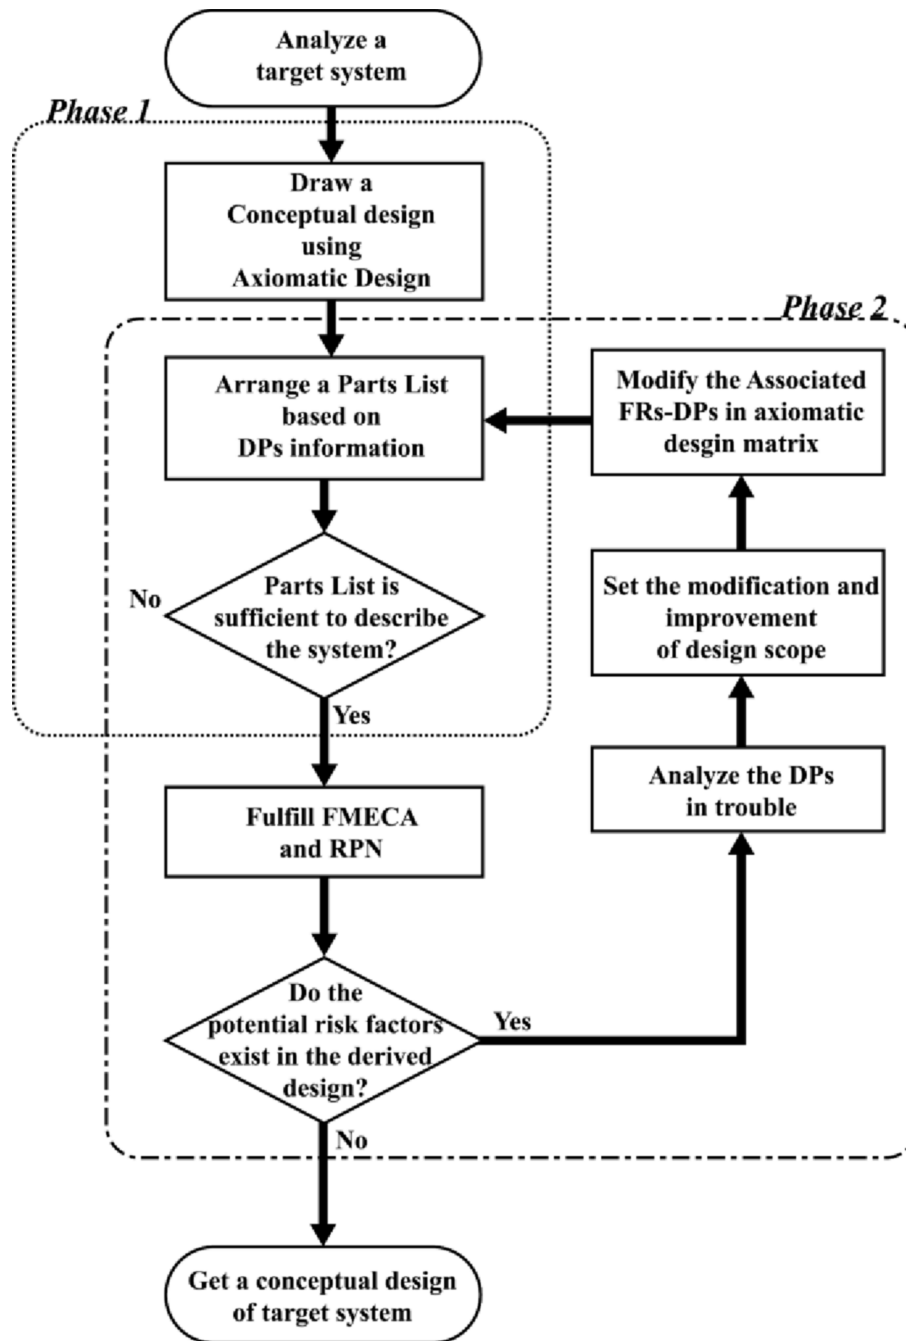 Analyze a
target system
Phase 1
Draw a
Conceptual design
using
Axiomatic Design
Phase 2
Arrange a Parts List
based on
DPs information
Modify the Associated
FRs-DPs in axiomatic
desgin matrix
No
Parts List is
sufficient to describe
the system?
Set the modification and
improvement
of design scope
Yes
Analyze the DPs
in trouble
Fulfill FMECA
and RPN
Do the
potential risk factors
exist in the derived
design?
Yes
No
Get a conceptual design
of target system